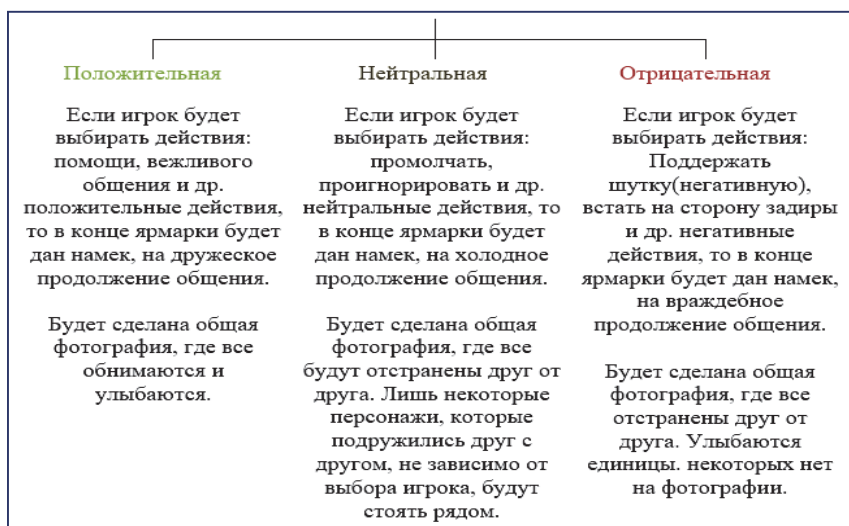 Положительная
Если игрок будет
выбирать действия:
помощи, вежливого
общения и др.
положительные действия,
то в конце ярмарки будет
дан намек, на дружеское
продолжение общения.
Будет сделана общая
фотография, где все
обнимаются и
улыбаются.
Нейтральная
Если игрок будет
выбирать действия:
промолчать,
проигнорировать и др.
нейтральные действия, то
в конце ярмарки будет
дан намек, на холодное
продолжение общения.
Будет сделана общая
фотография, где все
будут отстранены друг от
друга. Лишь некоторые
персонажи, которые
подружились друг с
другом, не зависимо от
выбора игрока, будут
стоять рядом.
Отрицательная
Если игрок будет
выбирать действия:
Поддержать
шутку(негативную),
встать на сторону задиры
и др. негативные
действия, то в конце
ярмарки будет дан намек,
на враждебное
продолжение общения.
Будет сделана общая
фотография, где все
отстранены друг от
друга. Улыбаются
единицы. некоторых нет
на фотографии.